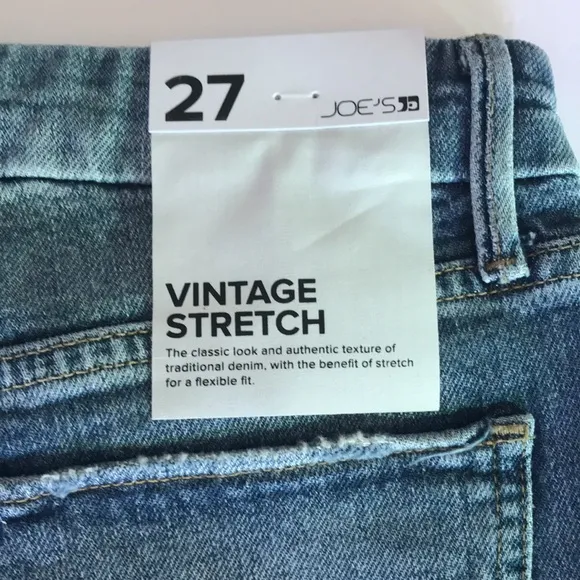 27
JOE'S
VINTAGE
STRETCH
The classic look and authentic texture of
traditional denim, with the benefit of stretch
for a flexible fit.